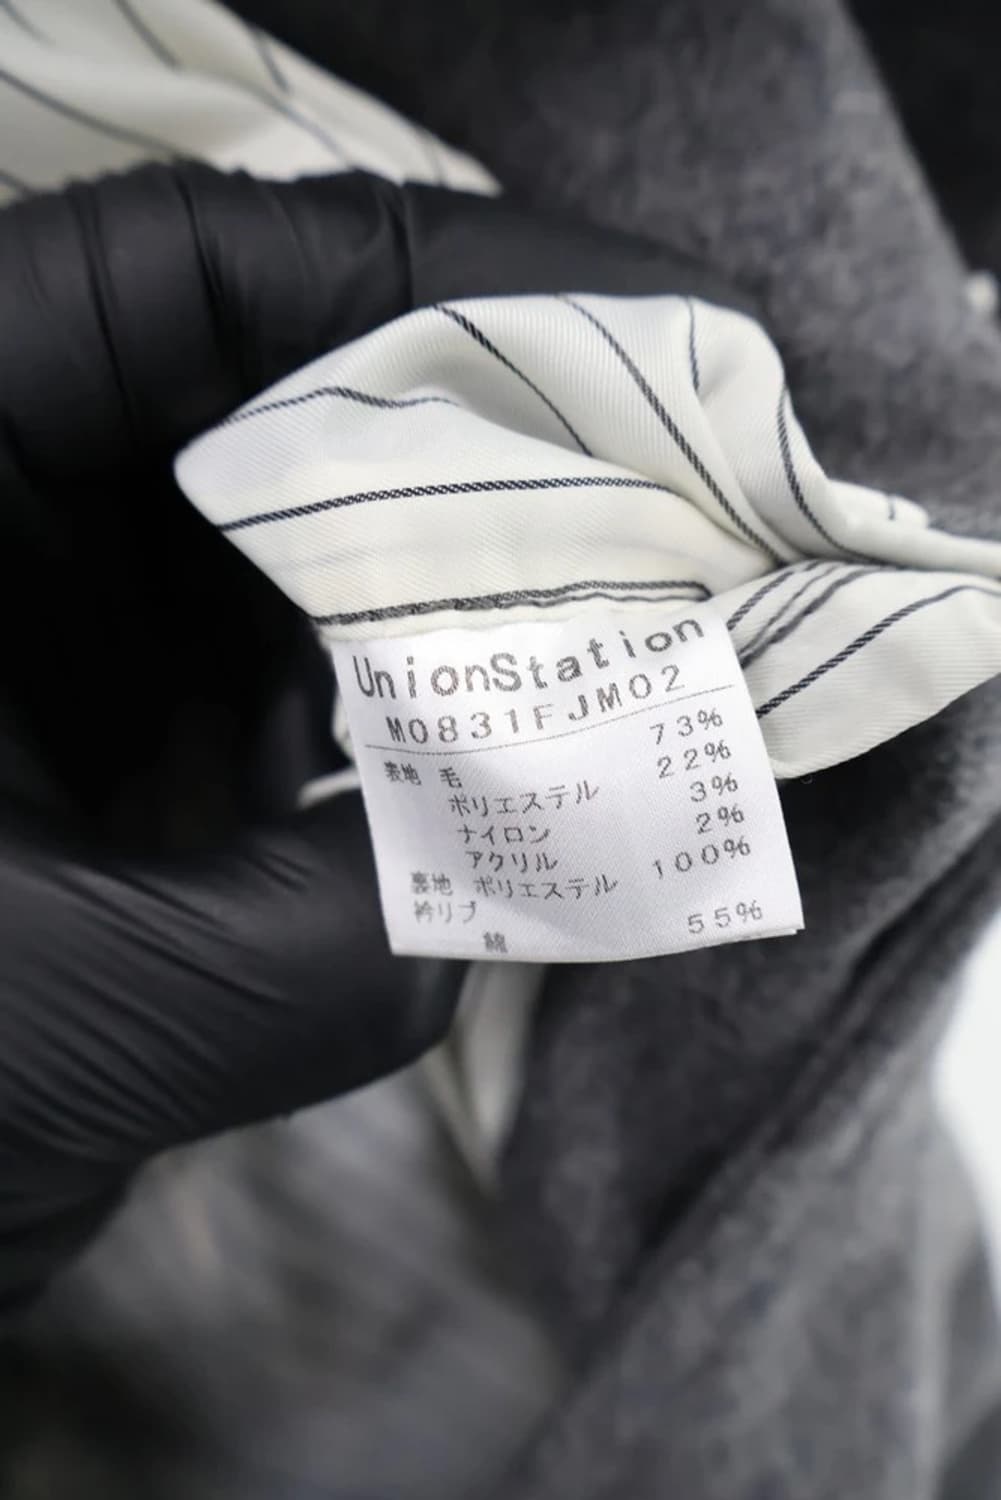 UnionStation
M0831FJM02
表地 毛 73%
ポリエステル 22%
ナイロン 3%
アクリル 2%
裏地 ポリエステル 100%
衿リブ
綿 55%